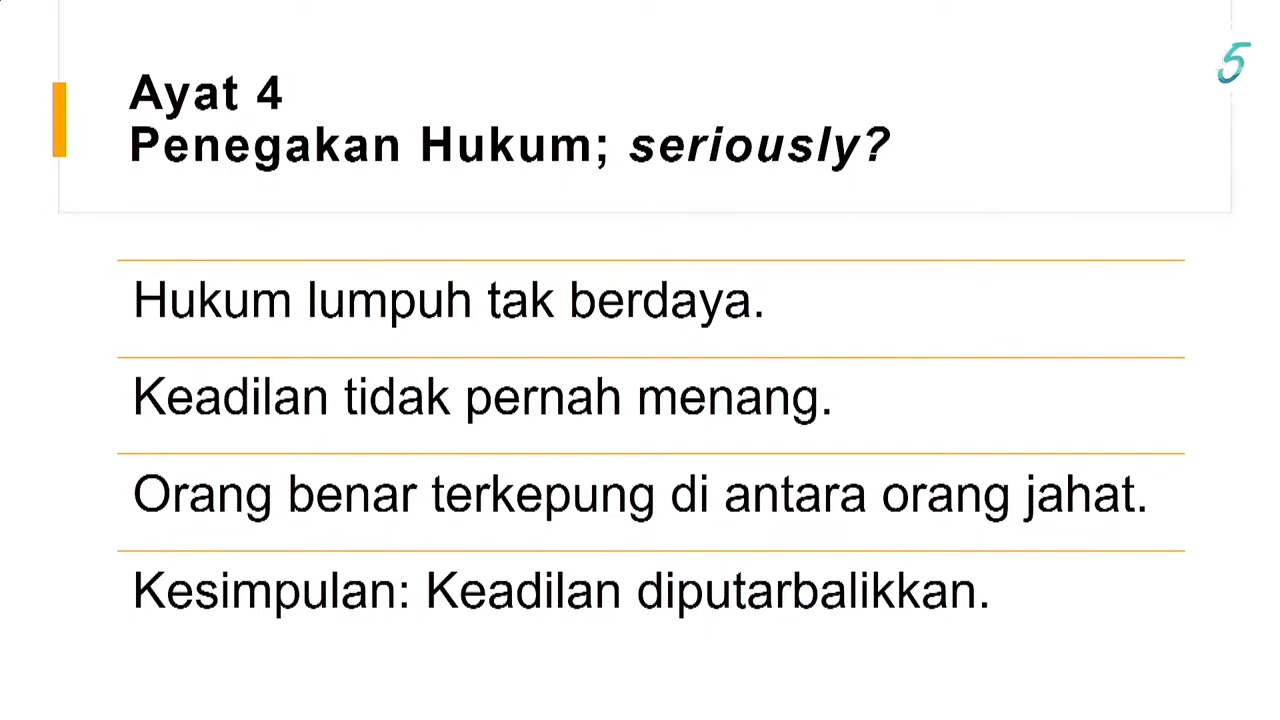 Ayat 4
Penegakan Hukum; seriously?
5
Hukum lumpuh tak berdaya.
Keadilan tidak pernah menang.
Orang benar terkepung di antara orang jahat.
Kesimpulan: Keadilan diputarbalikkan.